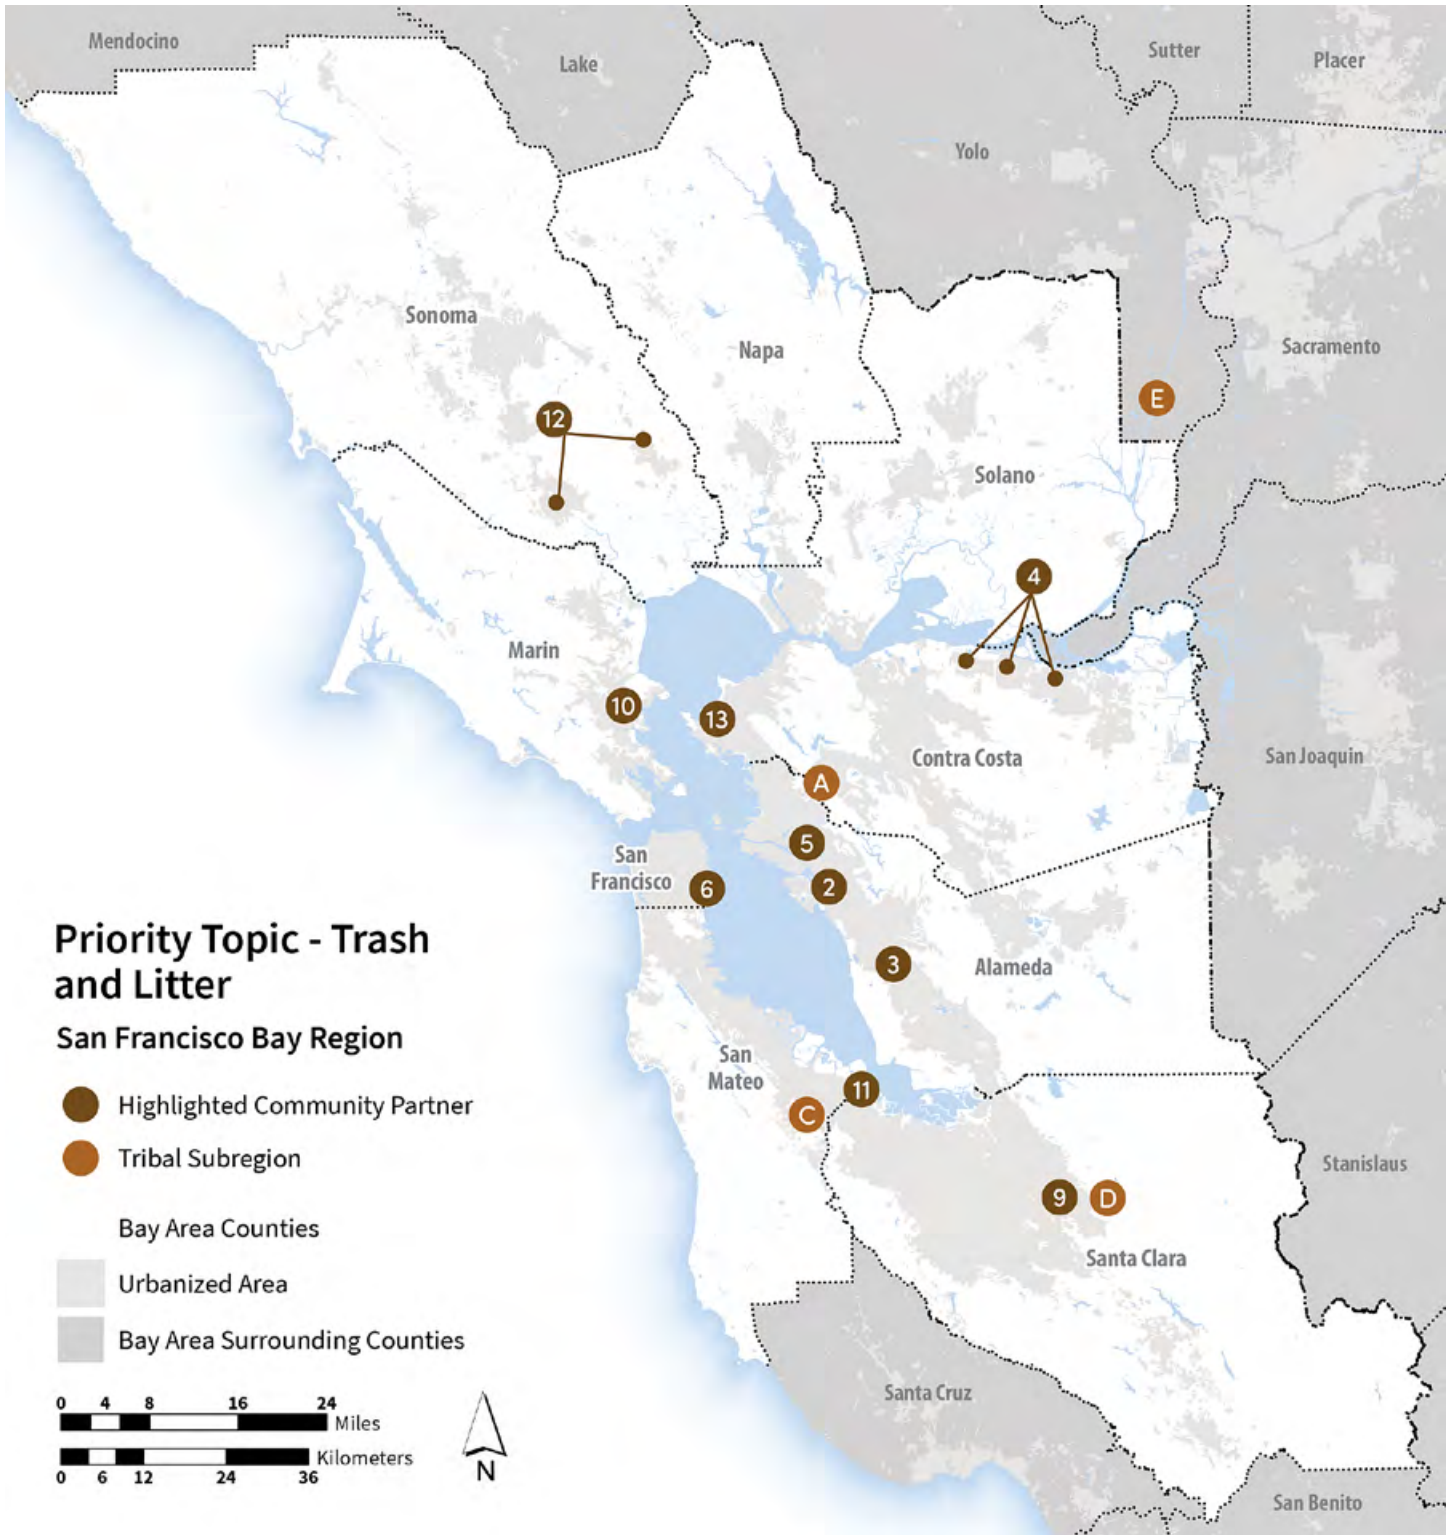 Mendocino
Lake
Sutter
Placer
Yolo
Sonoma
Napa
Sacramento
E
12
Solano
4
Marin
10
13
Contra Costa
San Joaquin
A
5
San
Francisco
6
2
3
Alameda
Priority Topic - Trash
and Litter
San Francisco Bay Region
Highlighted Community Partner
Tribal Subregion
Bay Area Counties
Urbanized Area
Bay Area Surrounding Counties
San
Mateo
11
C
9
D
Stanislaus
Santa Clara
Santa Cruz
San Benito
0 4 8 16 24
Miles
Kilometers
0 6 12 24 36
N